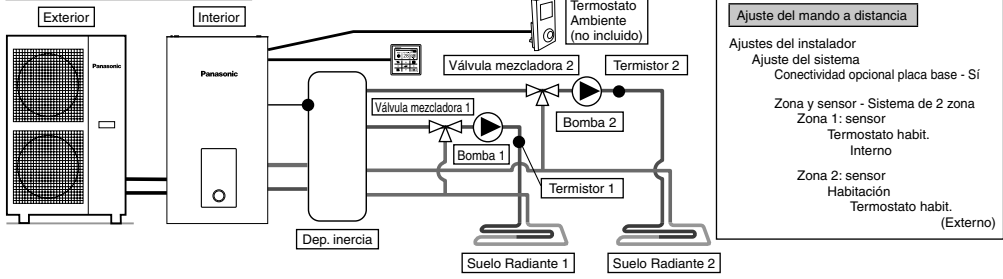 Exterior
Interior
Termostato
Ambiente
(no incluido)
Panasonic
Panasonic
Válvula mezcladora 2
Termistor 2
Válvula mezcladora 1
Bomba 2
Bomba 1
Termistor 1
Dep. inercia
Suelo Radiante 1
Suelo Radiante 2
Ajuste del mando a distancia
Ajustes del instalador
Ajuste del sistema
Conectividad opcional placa base - Sí
Zona y sensor - Sistema de 2 zona
Zona 1: sensor
Termostato habit.
Interno
Zona 2: sensor
Habitación
Termostato habit.
(Externo)